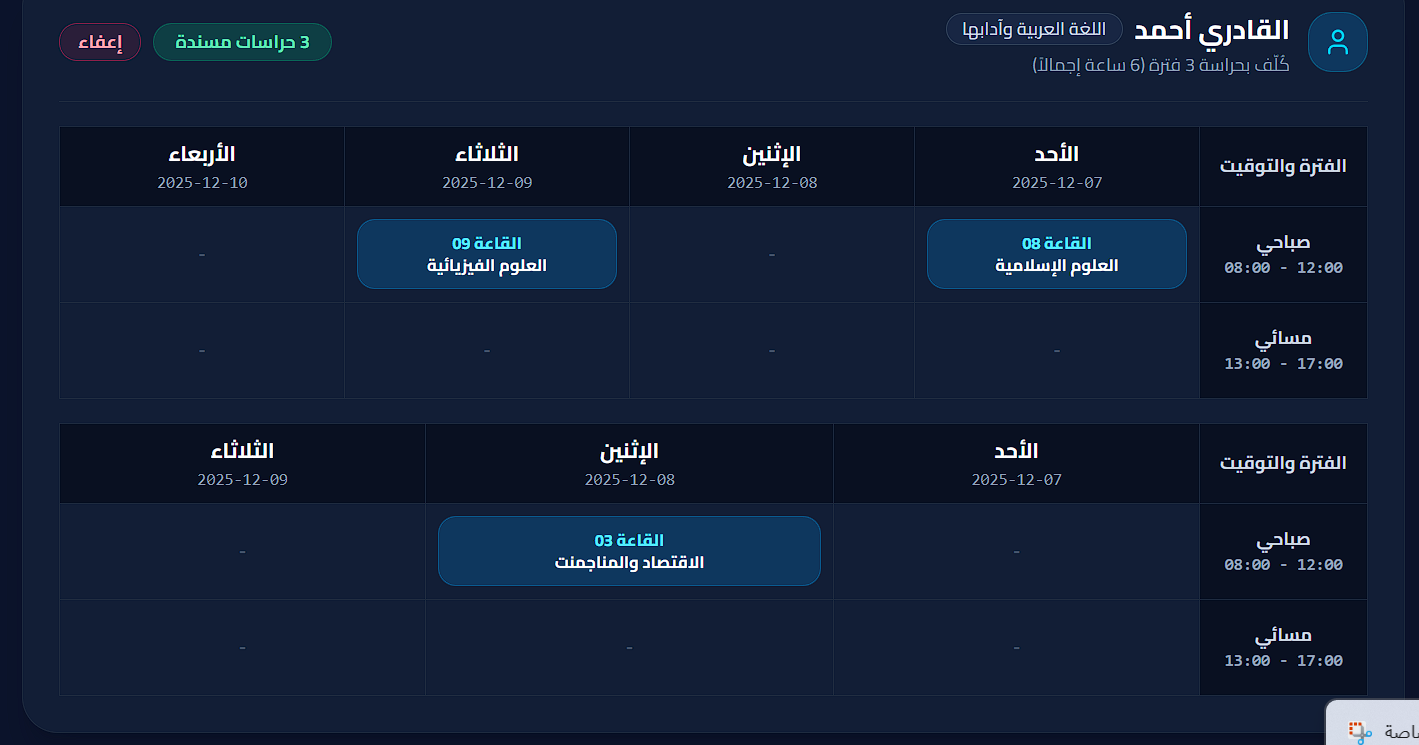 القادري أحمد
اللغة العربية وآدابها
كُلّف بحراسة 3 فترة (6 ساعة إجمالاً)
3 حراسات مسندة
إعفاء
الفترة والتوقيت
الأحد
2025-12-07
الإثنين
2025-12-08
الثلاثاء
2025-12-09
الأربعاء
2025-12-10
صباحي
08:00 - 12:00
القاعة 08
العلوم الإسلامية
-
القاعة 09
العلوم الفيزيائية
-
مسائي
13:00 - 17:00
-
-
-
-
الفترة والتوقيت
الأحد
2025-12-07
الإثنين
2025-12-08
الثلاثاء
2025-12-09
صباحي
08:00 - 12:00
-
القاعة 03
الاقتصاد والمناجمنت
-
مسائي
13:00 - 17:00
-
-
-